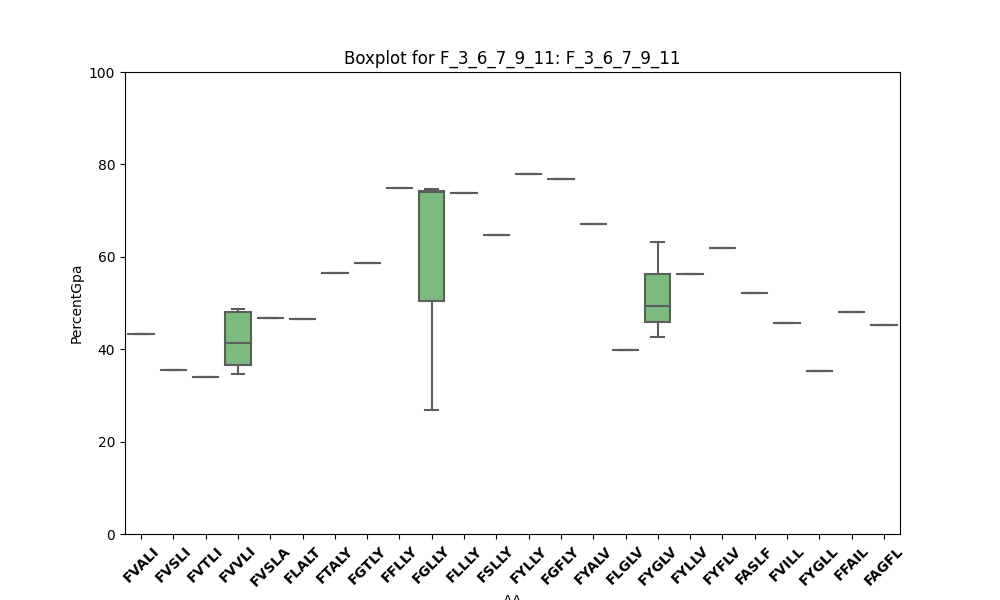 Boxplot for F_3_6_7_9_11: F_3_6_7_9_11
100
80
60
40
20
0
PercentGpa
FVALI
FVSLI
FVTLI
FVVLI
FVSLA
FLALT
FTALY
FGTLY
FFLLY
FGLLY
FLLLY
FSLLY
FYLLY
FGFLY
FYALV
FLGLV
FYGLV
FYLLV
FYFLV
FASLF
FVILL
FYGLL
FFAIL
FAGFL
AA